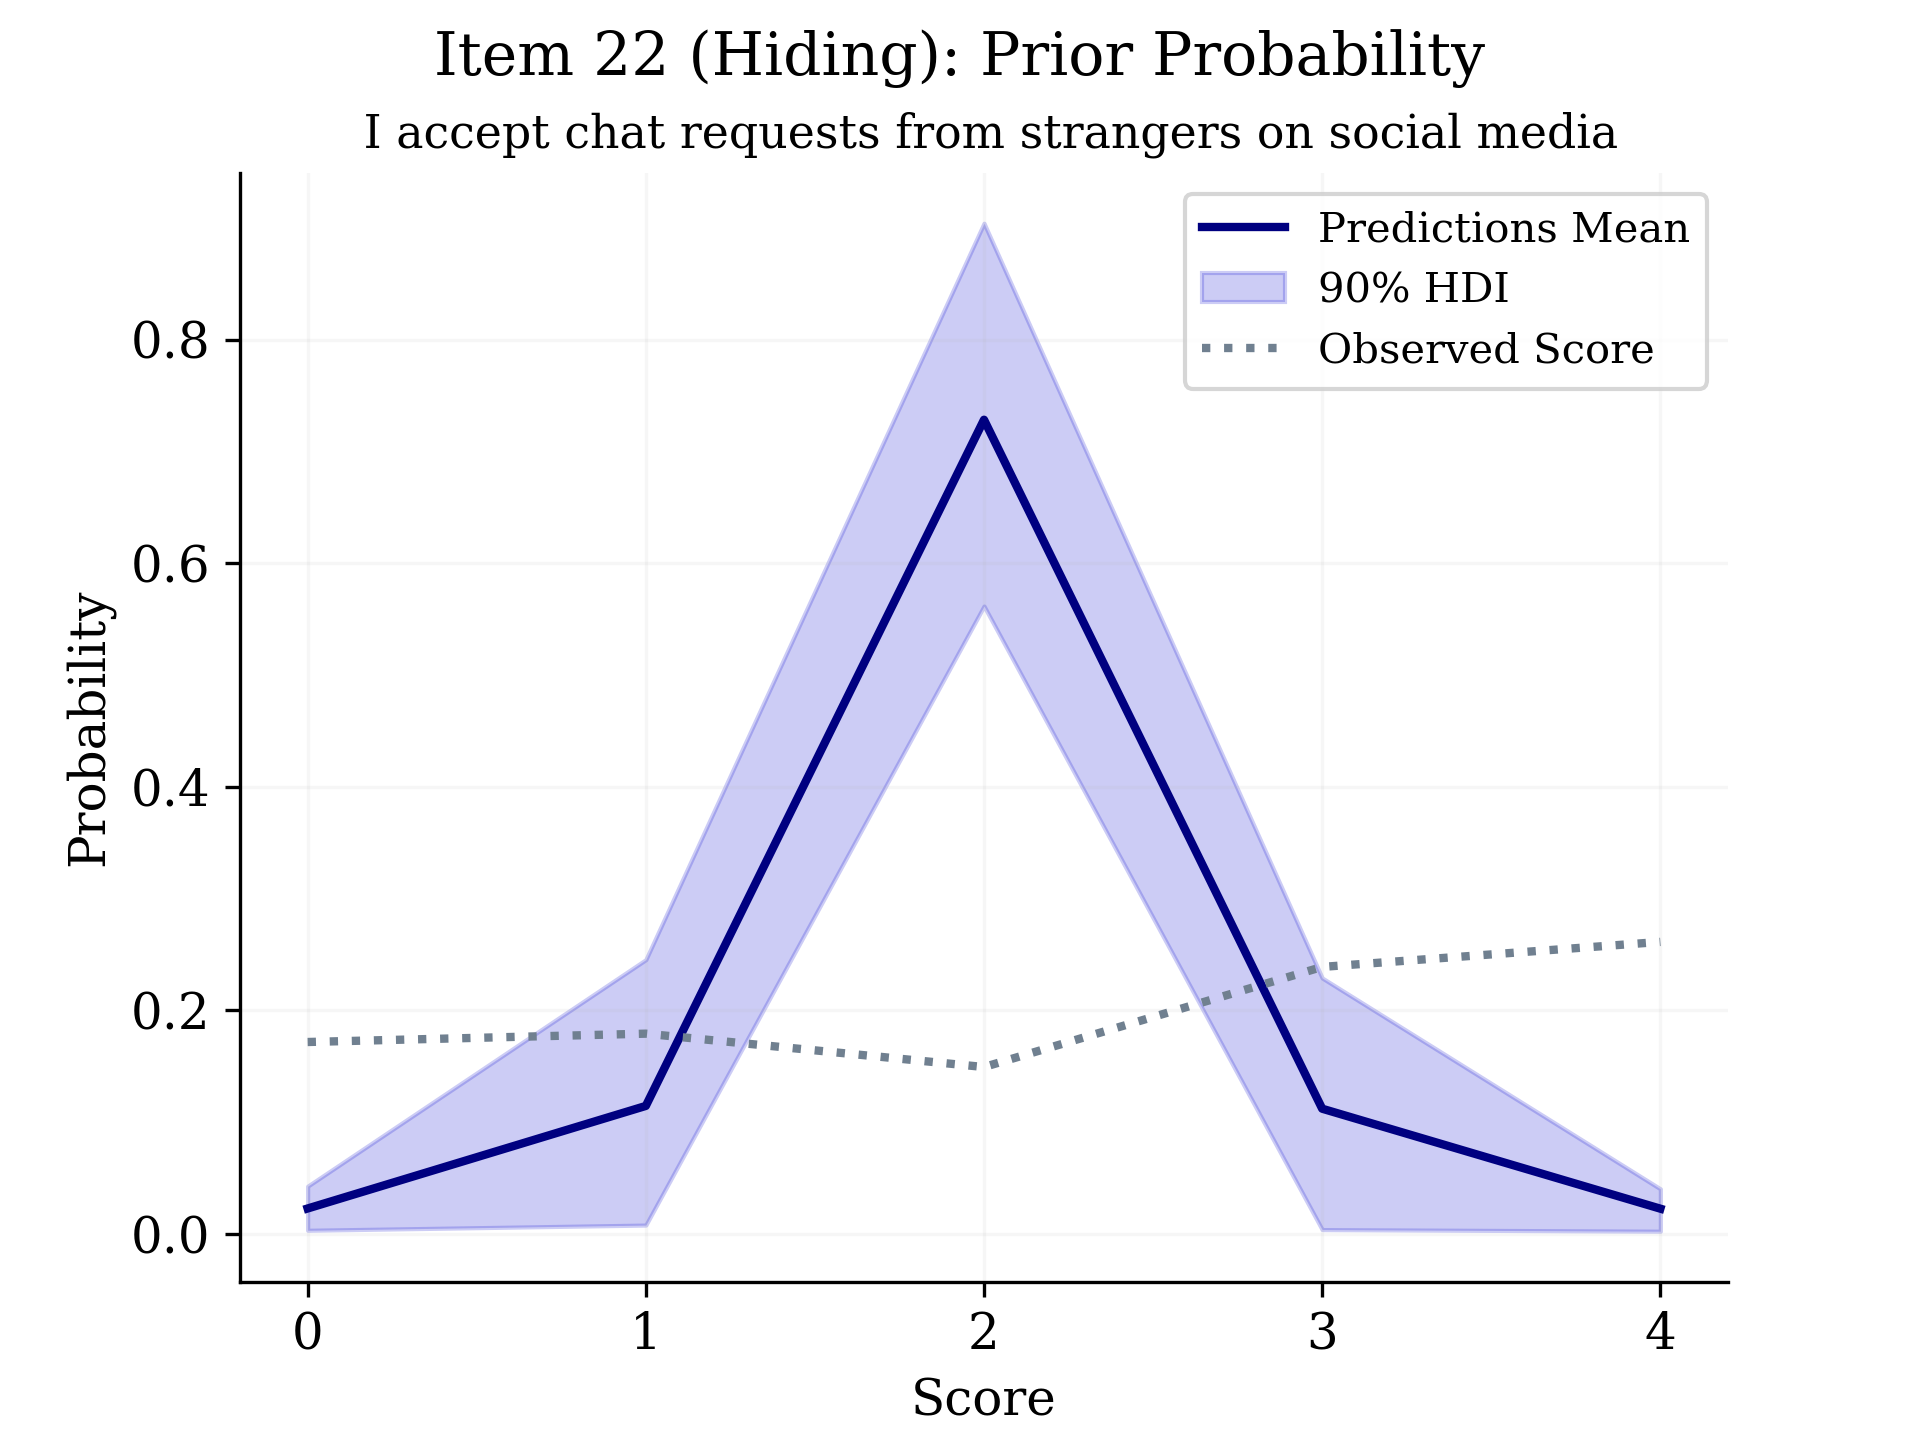 Item 22 (Hiding): Prior Probability
I accept chat requests from strangers on social media
Predictions Mean
90% HDI
Observed Score
Probability
0.8
0.6
0.4
0.2
0.0
0 1 2 3 4
Score